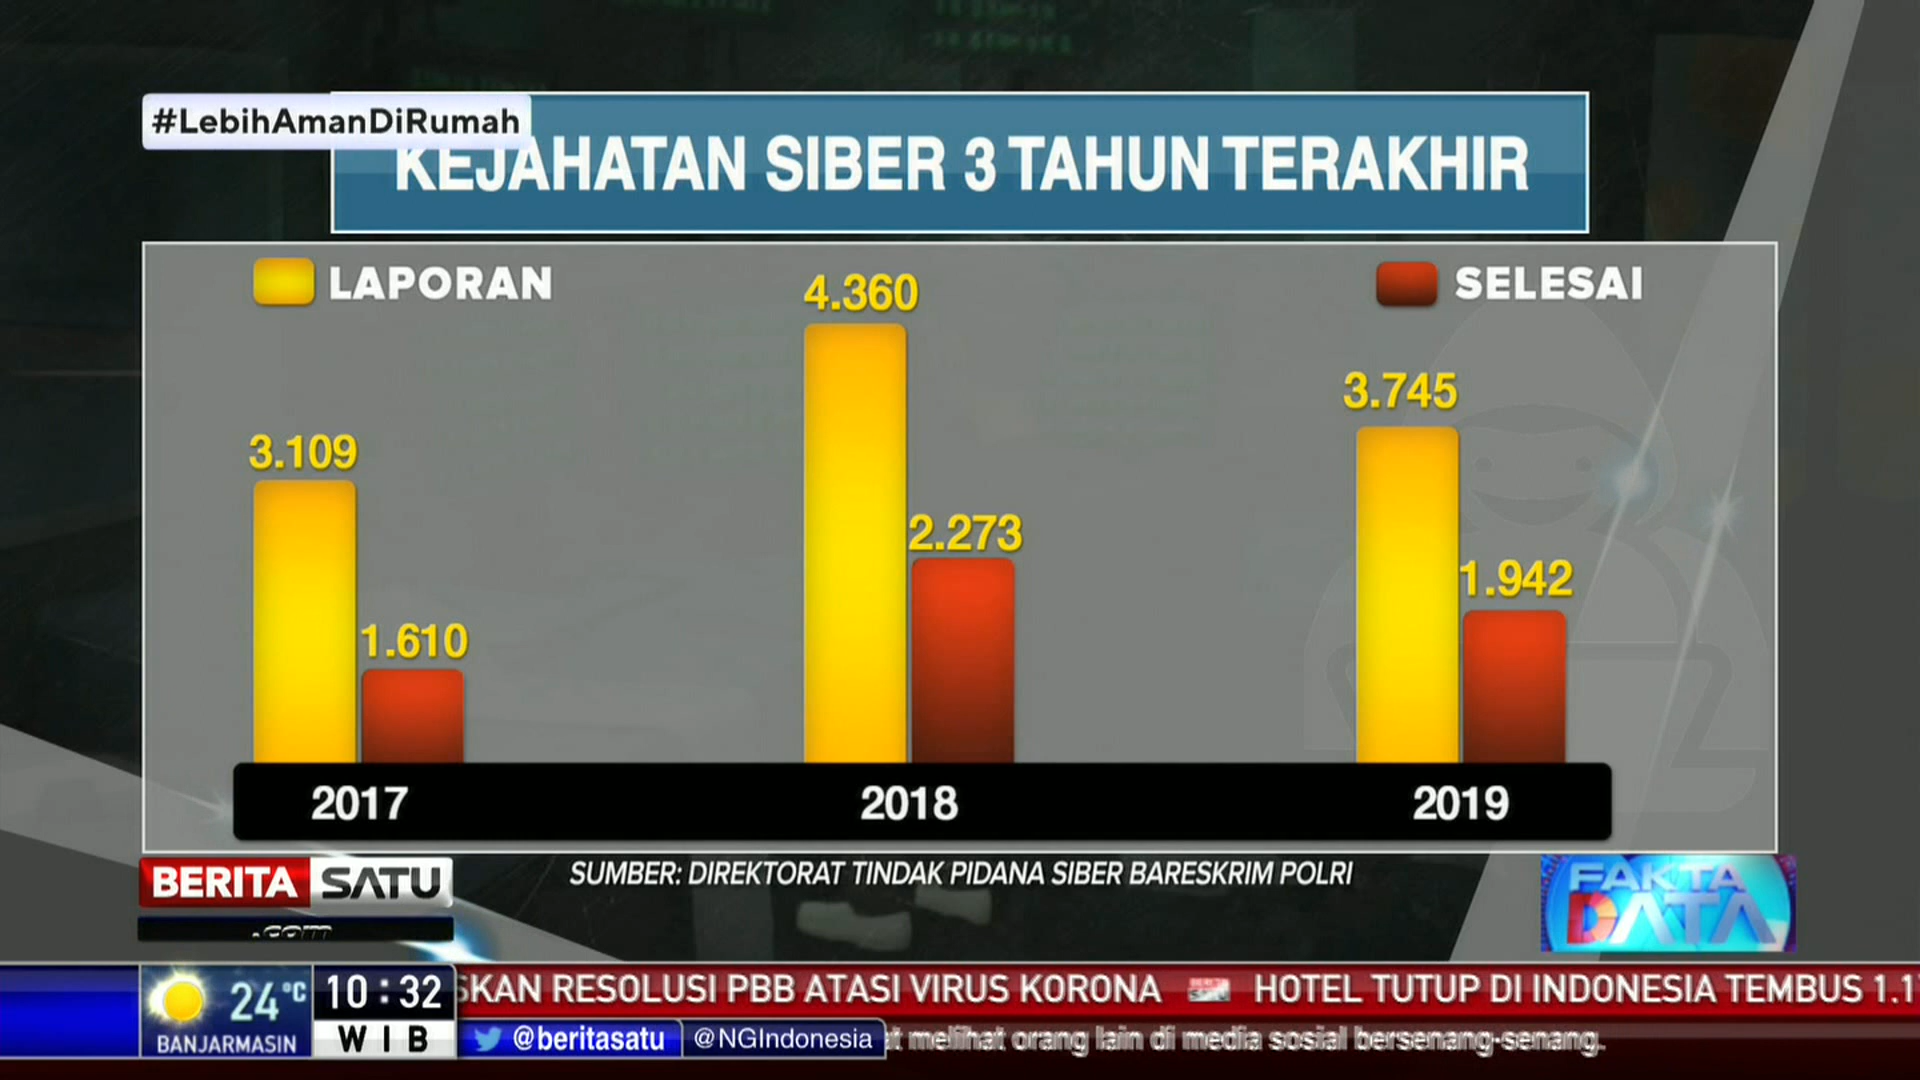 #LebihAmanDiRumah
KEJAHATAN SIBER 3 TAHUN TERAKHIR
LAPORAN
SELESAI
3.109
1.610
4.360
2.273
3.745
1.942
2017
2018
2019
SUMBER: DIREKTORAT TINDAK PIDANA SIBER BARESKRIM POLRI
BERITA SATU
.com
FAKTA
DATA
24°C
BANJARMASIN
10:32
WIB
SKAN RESOLUSI PBB ATASI VIRUS KORONA
HOTEL TUTUP DI INDONESIA TEMBUS 1.1
@beritasatu
@NGIndonesia
t melihat orang lain di media sosial bersenang-senang.